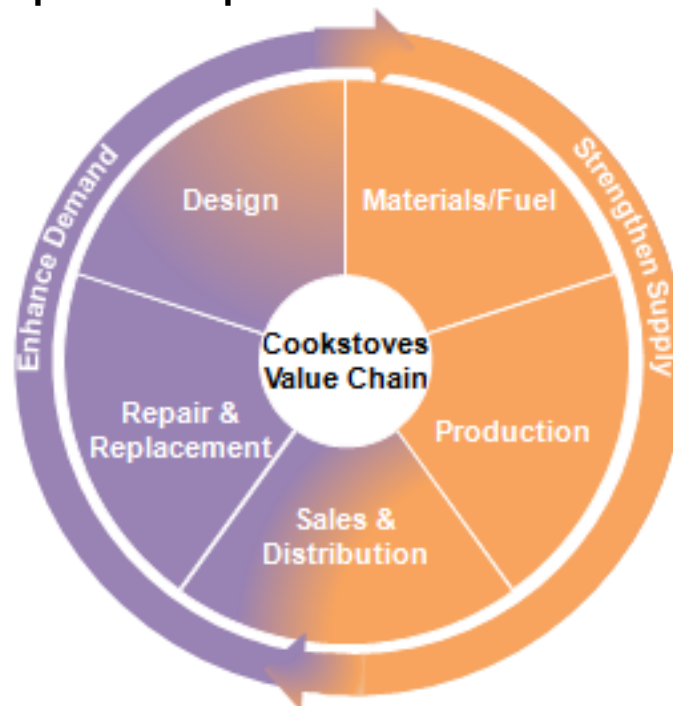 Enhance Demand
Strengthen Supply
Design
Materials/Fuel
Cookstoves
Value Chain
Repair &
Replacement
Production
Sales &
Distribution